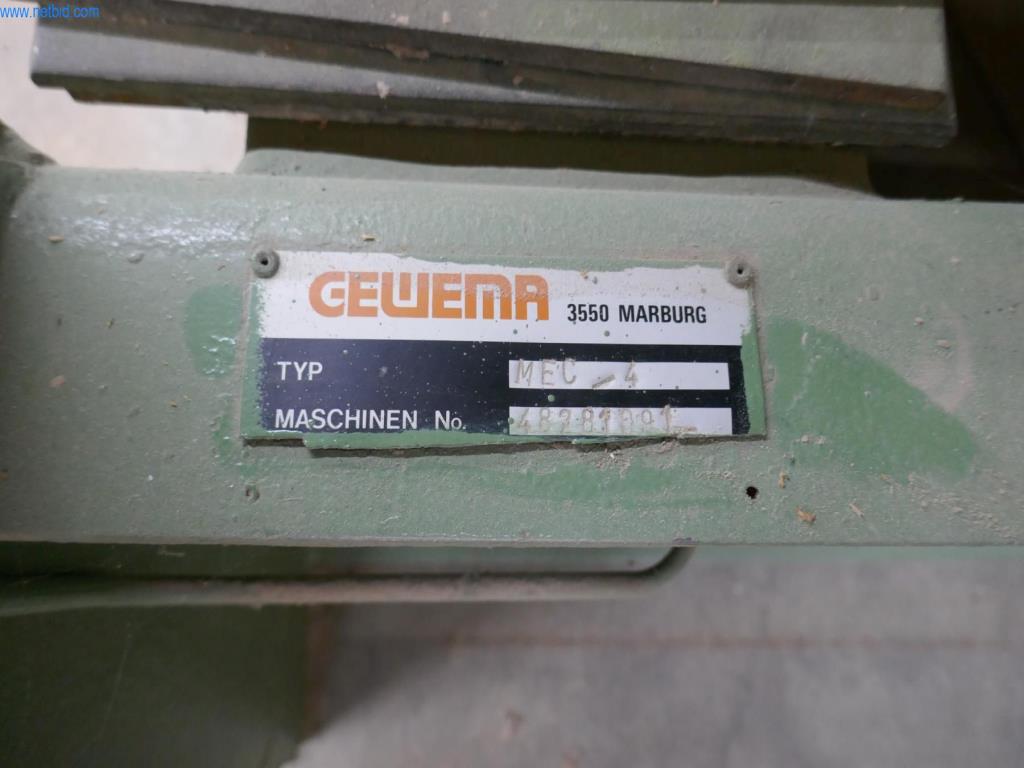 www.netbid.com
GEWEMA 3550 MARBURG
TYP MEC-4
MASCHINEN No.